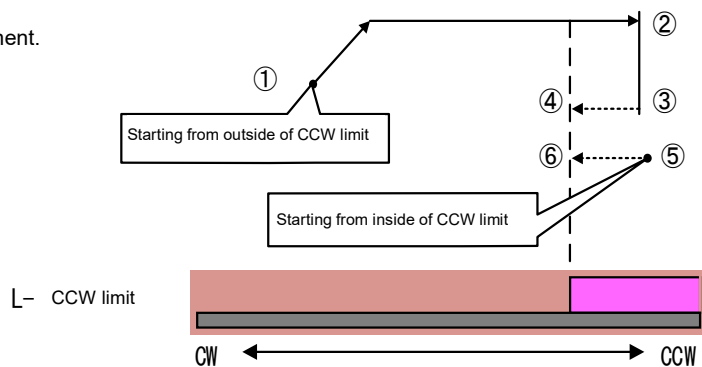 ment.
②
①
④
③
Starting from outside of CCW limit
⑥
⑤
Starting from inside of CCW limit
L- CCW limit
CW
CCW